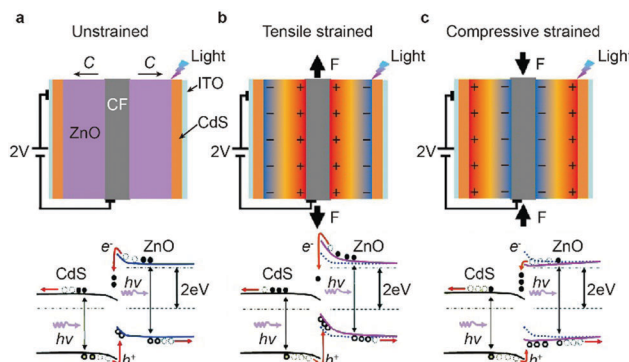 a Unstrained
b Tensile strained
c Compressive strained
C C Light
F Light
F Light
ITO
CF
ZnO
CdS
2V
2V
2V
− + + −
− + + −
− + + −
− + + −
− + + −
+ − − +
+ − − +
+ − − +
+ − − +
+ − − +
F
F
e⁻ ZnO
CdS
hv
2eV
hv
h⁺
e⁻ ZnO
CdS
hv
2eV
hv
h⁺
e⁻ ZnO
CdS
hv
2eV
hv
h⁺